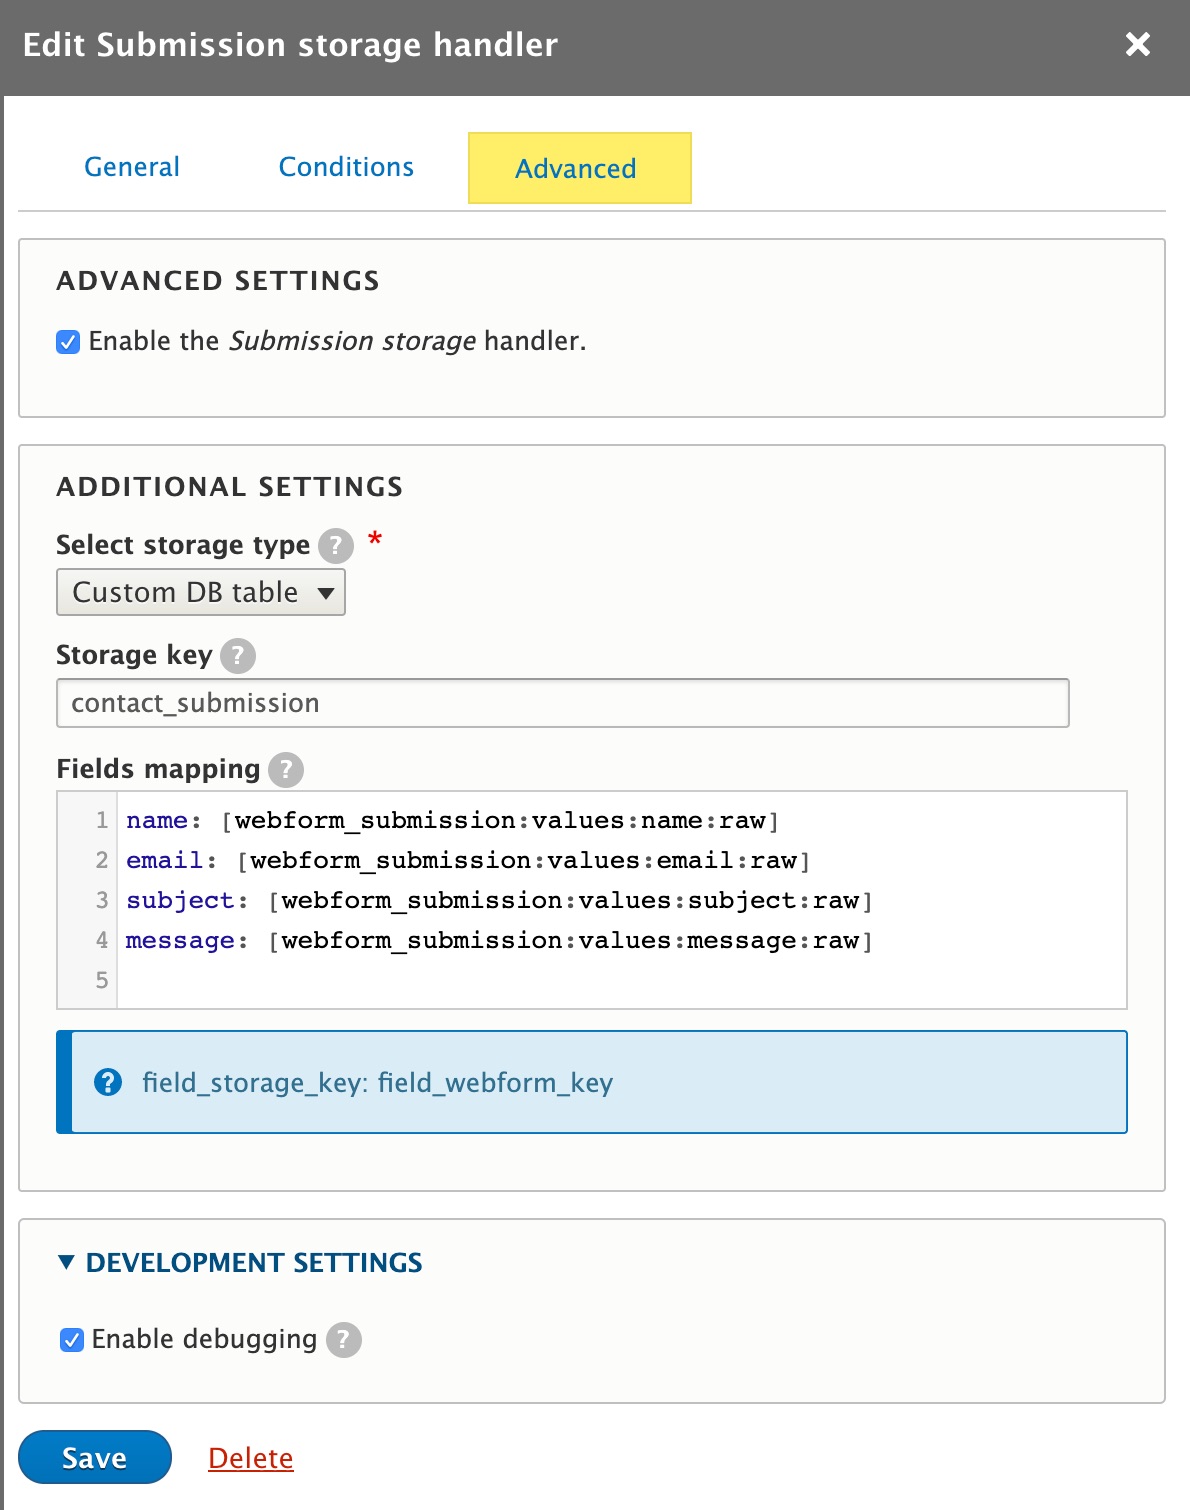 Edit Submission storage handler
General Conditions Advanced
ADVANCED SETTINGS
Enable the Submission storage handler.
ADDITIONAL SETTINGS
Select storage type ? *
Custom DB table
Storage key ?
contact_submission
Fields mapping ?
1 name: [webform_submission:values:name:raw]
2 email: [webform_submission:values:email:raw]
3 subject: [webform_submission:values:subject:raw]
4 message: [webform_submission:values:message:raw]
5
? field_storage_key: field_webform_key
DEVELOPMENT SETTINGS
Enable debugging ?
Save Delete